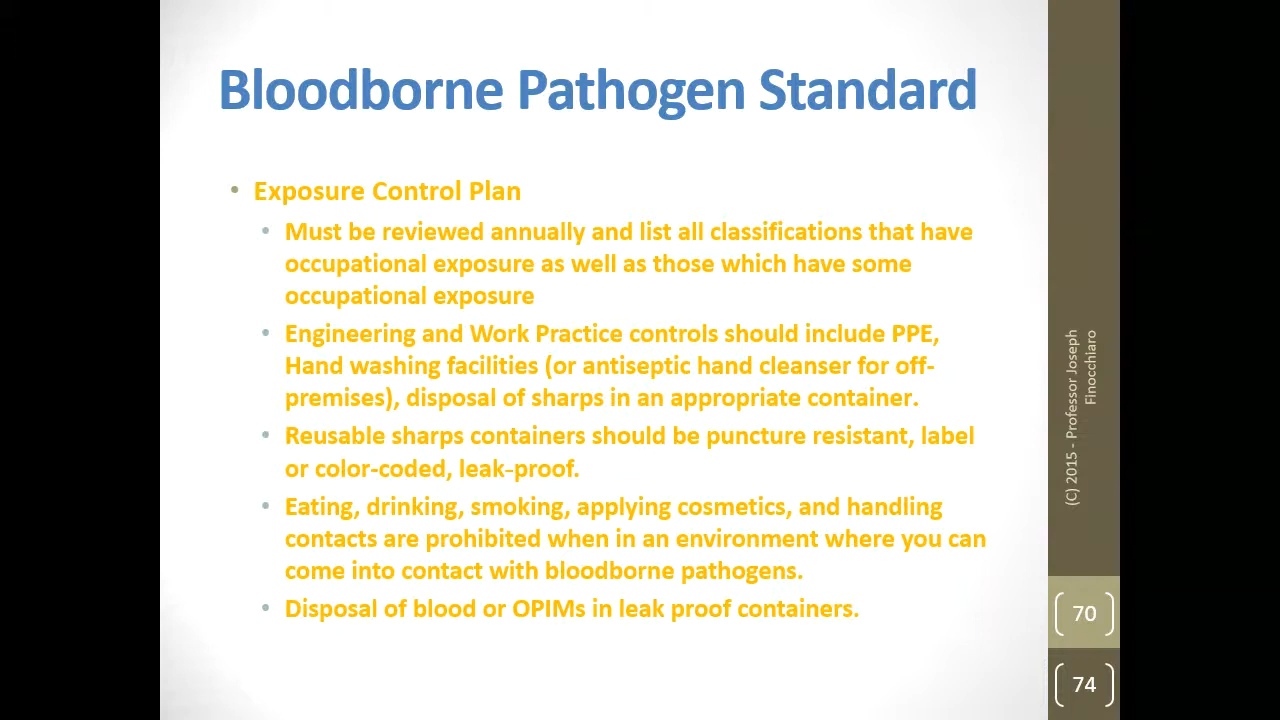 Bloodborne Pathogen Standard
• Exposure Control Plan
• Must be reviewed annually and list all classifications that have
occupational exposure as well as those which have some
occupational exposure
• Engineering and Work Practice controls should include PPE,
Hand washing facilities (or antiseptic hand cleanser for off-
premises), disposal of sharps in an appropriate container.
• Reusable sharps containers should be puncture resistant, label
or color-coded, leak-proof.
• Eating, drinking, smoking, applying cosmetics, and handling
contacts are prohibited when in an environment where you can
come into contact with bloodborne pathogens.
• Disposal of blood or OPIMs in leak proof containers.
(C) 2015 - Professor Joseph
Finocchiaro
70
74